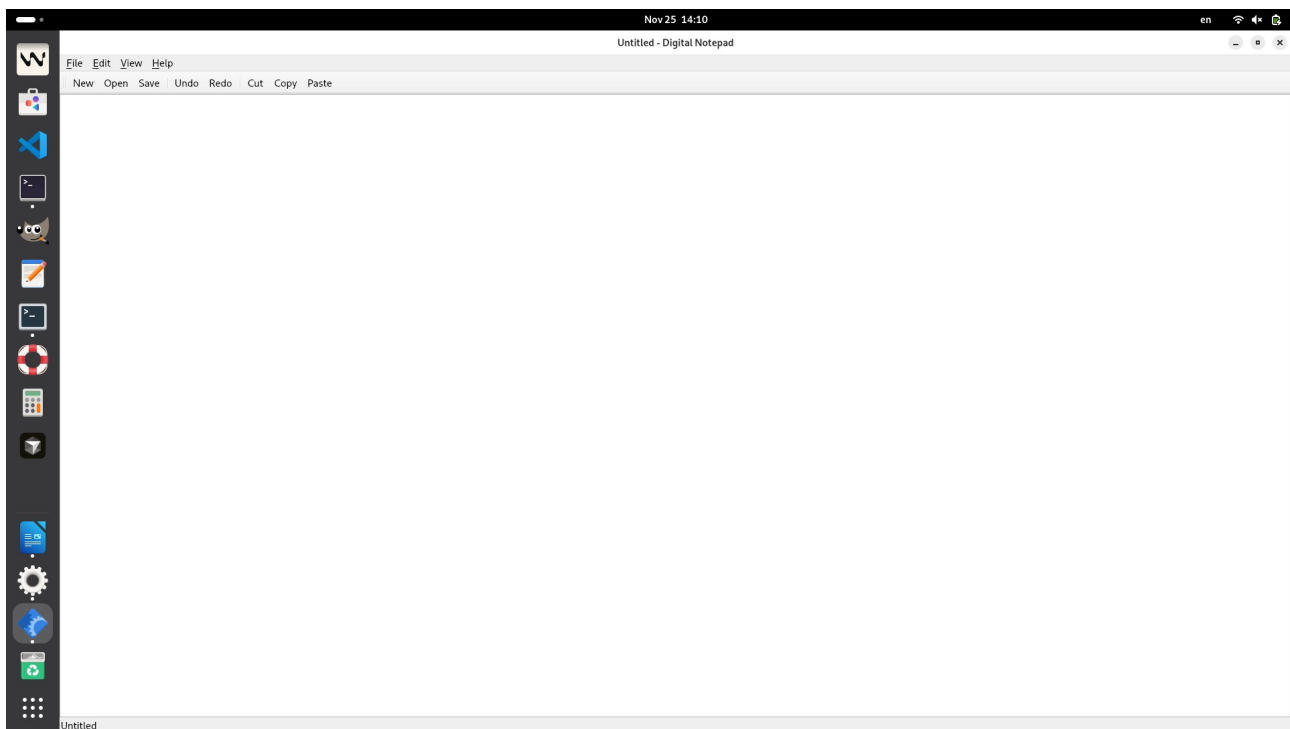 Nov 25 14:10
en
Untitled - Digital Notepad
File Edit View Help
New Open Save Undo Redo Cut Copy Paste
Untitled